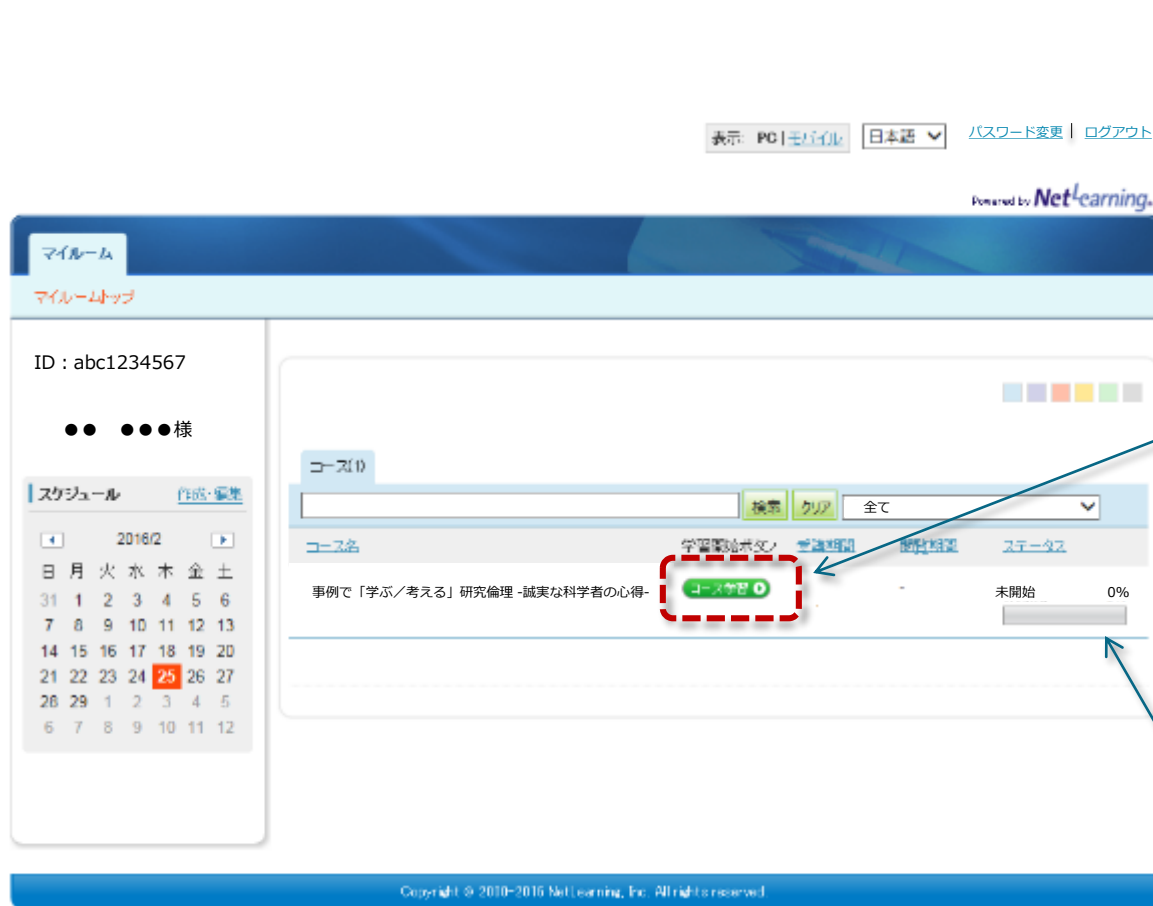 表示: PC | モバイル 日本語 パスワード変更 | ログアウト
Powered by NetLearning.
マイルーム
マイルームトップ
ID：abc1234567
●● ●●●様
コース(1)
スケジュール 作成・編集
検索 クリア 全て
2016/2
コース名 学習開始ボタン 受講期間 閲覧期間 ステータス
日 月 火 水 木 金 土
事例で「学ぶ／考える」研究倫理 -誠実な科学者の心得- コース学習 - 未開始 0%
31 1 2 3 4 5 6
7 8 9 10 11 12 13
14 15 16 17 18 19 20
21 22 23 24 25 26 27
28 29 1 2 3 4 5
6 7 8 9 10 11 12
Copyright © 2010-2016 NetLearning, Inc. All rights reserved.